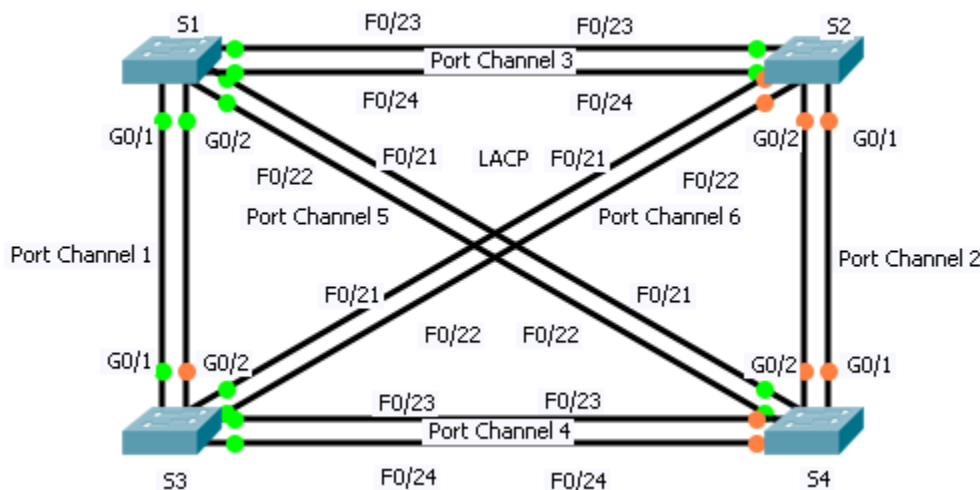 S1
F0/23
F0/23
S2
Port Channel 3
F0/24
F0/24
G0/1
G0/2
G0/2
G0/1
F0/21
LACP
F0/21
F0/22
F0/22
Port Channel 5
Port Channel 6
Port Channel 1
Port Channel 2
F0/21
F0/21
F0/22
F0/22
G0/1
G0/2
G0/2
G0/1
F0/23
F0/23
Port Channel 4
F0/24
F0/24
S3
S4